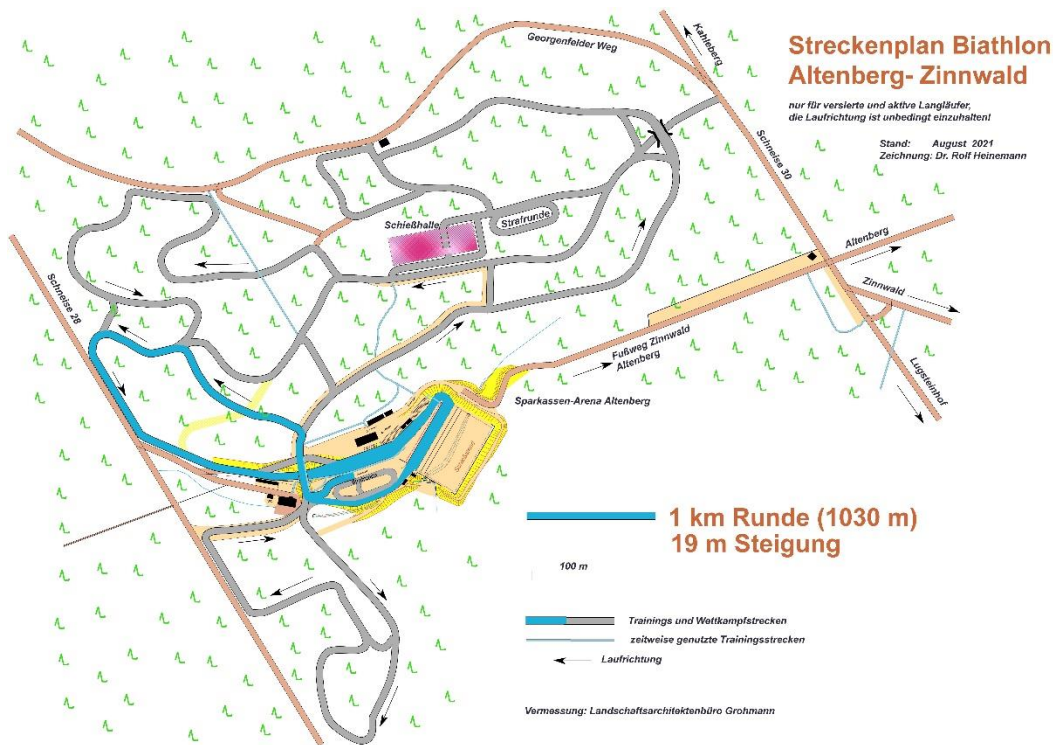 Streckenplan Biathlon
Altenberg- Zinnwald
nur für versierte und aktive Langläufer,
die Laufrichtung ist unbedingt einzuhalten!
Stand: August 2021
Zeichnung: Dr. Rolf Heinemann
Kahleberg
Georgenfelder Weg
Schneise 30
Strafrunde
Schießhalle
Altenberg
Zinnwald
Schneise 28
Fußweg Zinnwald
Altenberg
Lugsteinhof
Sparkassen-Arena Altenberg
1 km Runde (1030 m)
19 m Steigung
100 m
Trainings und Wettkampfstrecken
zeitweise genutzte Trainingsstrecken
Laufrichtung
Vermessung: Landschaftsarchitektenbüro Grohmann